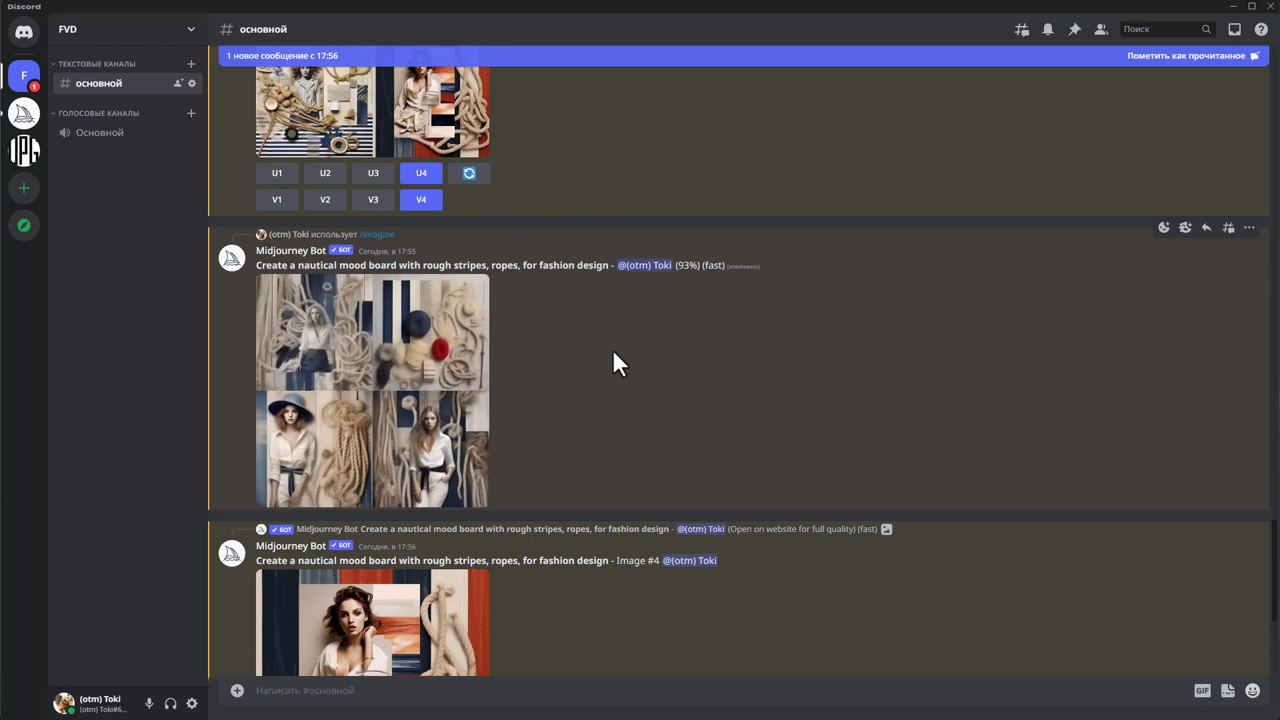 Discord
FVD
# основной
Поиск
1 новое сообщение с 17:56
Пометить как прочитанное
ТЕКСТОВЫЕ КАНАЛЫ
# основной
ГОЛОСОВЫЕ КАНАЛЫ
Основной
F
1
U1 U2 U3 U4
V1 V2 V3 V4
(otm) Toki использует /imagine
Midjourney Bot ✓ БОТ Сегодня, в 17:55
Create a nautical mood board with rough stripes, ropes, for fashion design - @(otm) Toki (93%) (fast) (изменено)
✓ БОТ Midjourney Bot Create a nautical mood board with rough stripes, ropes, for fashion design - @(otm) Toki (Open on website for full quality) (fast)
Midjourney Bot ✓ БОТ Сегодня, в 17:56
Create a nautical mood board with rough stripes, ropes, for fashion design - Image #4 @(otm) Toki
Написать #основной
GIF
(otm) Toki
(otm) Toki#6...